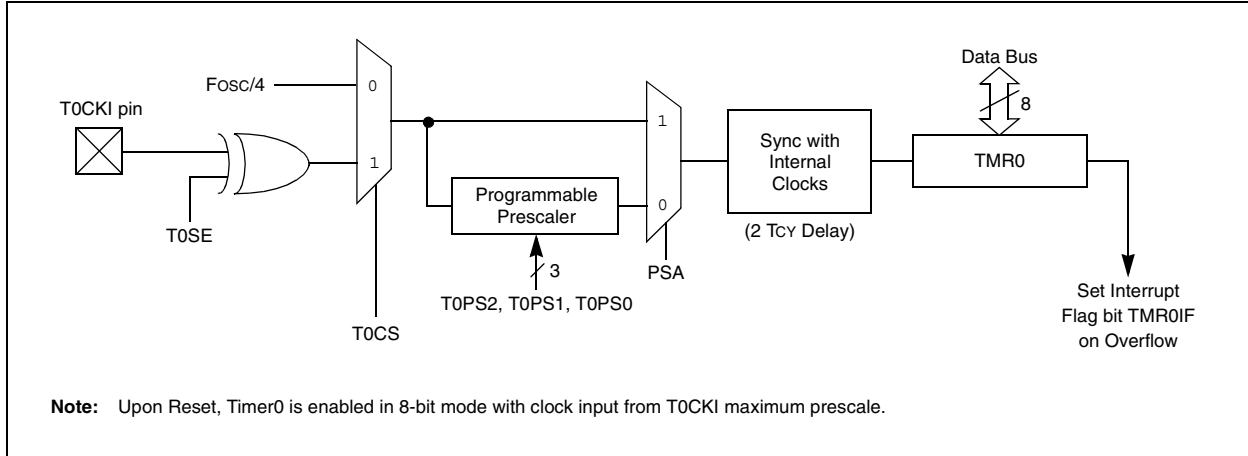 Data Bus
FOSC/4
0
8
T0CKI pin
1
1
Sync with
Internal
Clocks
TMR0
Programmable
Prescaler
0
T0SE
(2 TCY Delay)
3
PSA
T0PS2, T0PS1, T0PS0
Set Interrupt
Flag bit TMR0IF
on Overflow
T0CS
Note: Upon Reset, Timer0 is enabled in 8-bit mode with clock input from T0CKI maximum prescale.